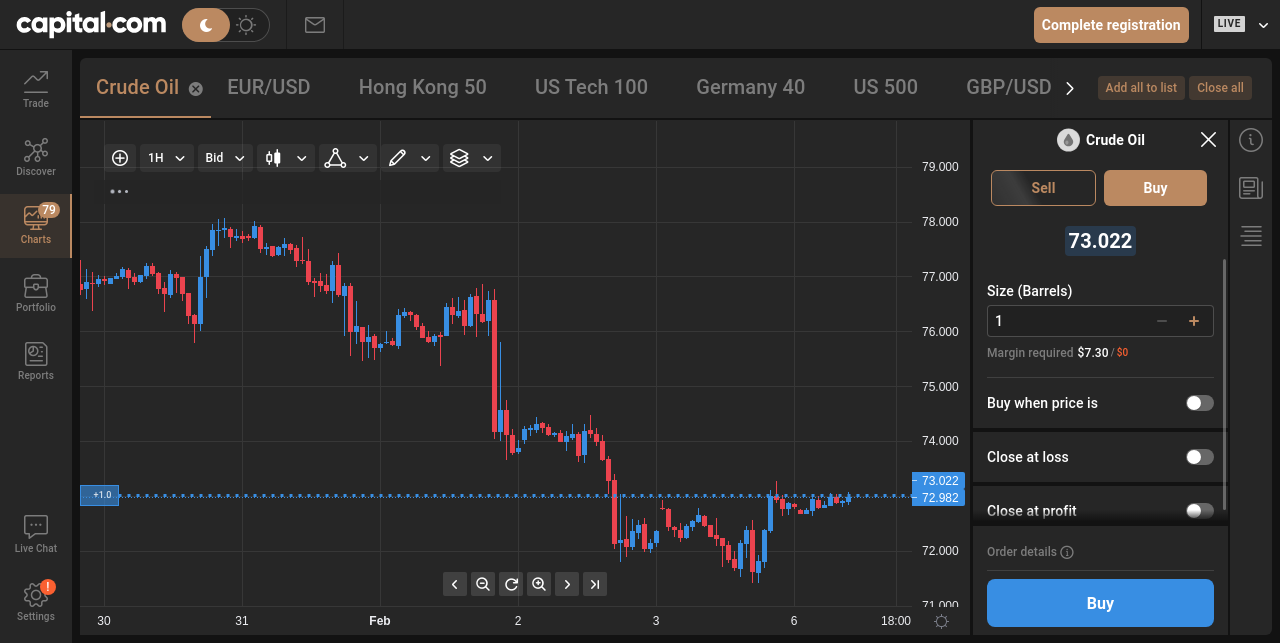 capital.com
Complete registration
LIVE
Trade
Discover
79
Charts
Portfolio
Reports
Live Chat
!
Settings
Crude Oil
EUR/USD
Hong Kong 50
US Tech 100
Germany 40
US 500
GBP/USD
Add all to list
Close all
1H
Bid
79.000
78.000
77.000
76.000
75.000
74.000
73.022
72.982
72.000
71.000
+1.0
30
31
Feb
2
3
6
18:00
Crude Oil
Sell
Buy
73.022
Size (Barrels)
1
Margin required $7.30 / $0
Buy when price is
Close at loss
Close at profit
Order details
Buy